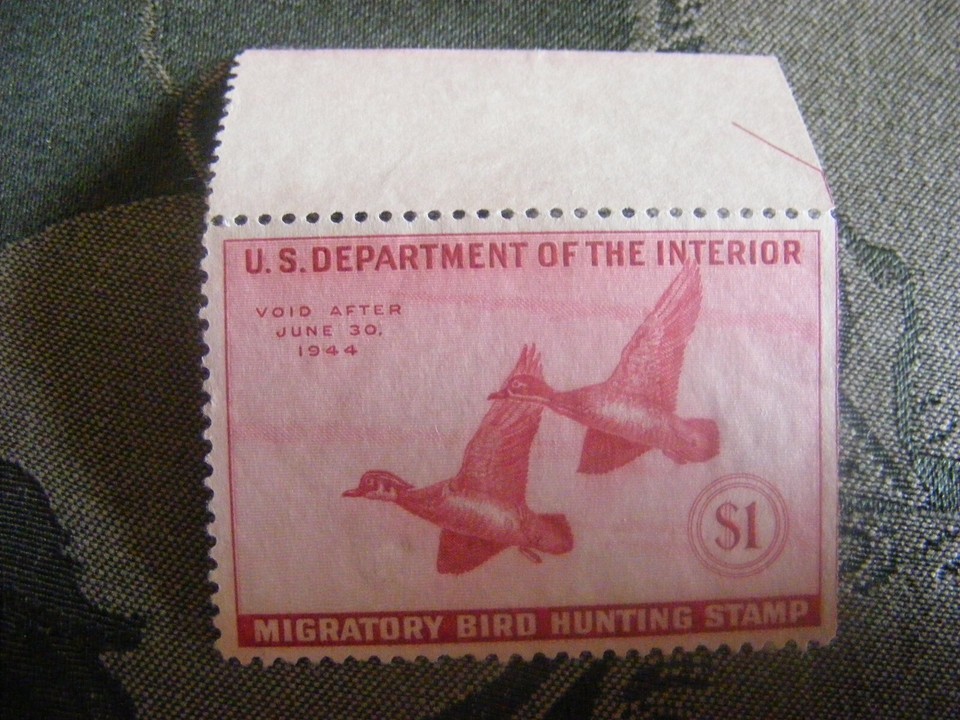 U.S. DEPARTMENT OF THE INTERIOR
VOID AFTER
JUNE 30,
1944
$1
MIGRATORY BIRD HUNTING STAMP